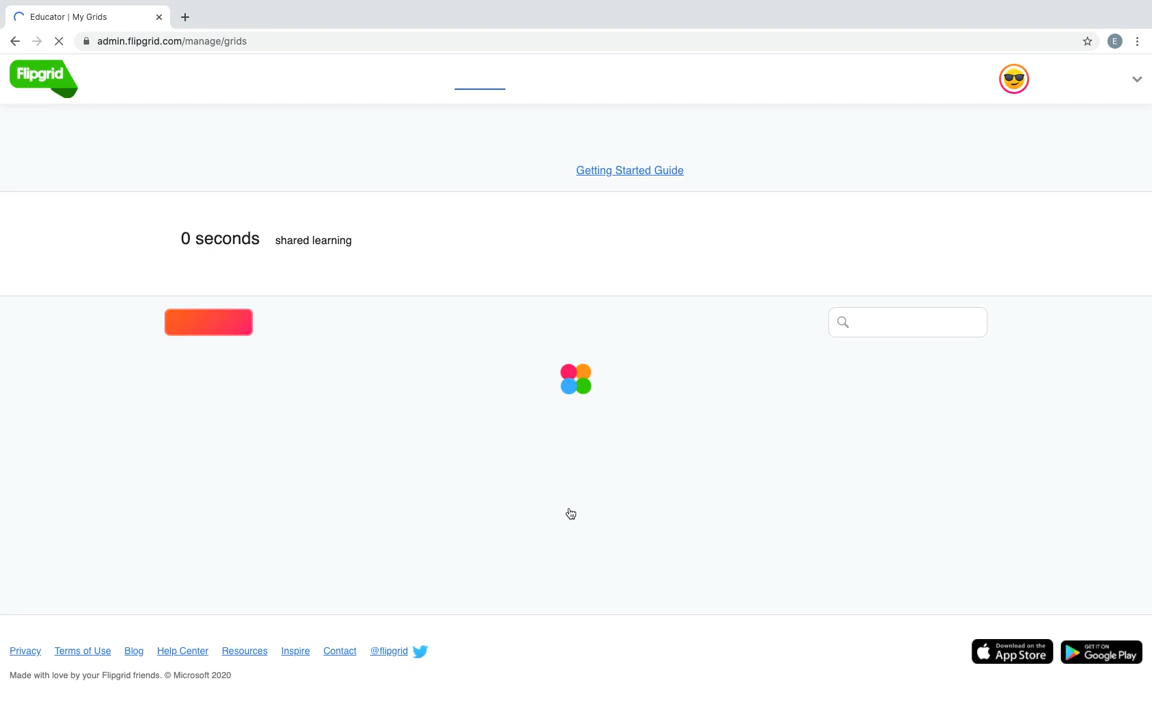 Educator | My Grids
admin.flipgrid.com/manage/grids
E
Flipgrid
Getting Started Guide
0 seconds shared learning
Privacy Terms of Use Blog Help Center Resources Inspire Contact @flipgrid
Download on the
App Store
GET IT ON
Google Play
Made with love by your Flipgrid friends. © Microsoft 2020